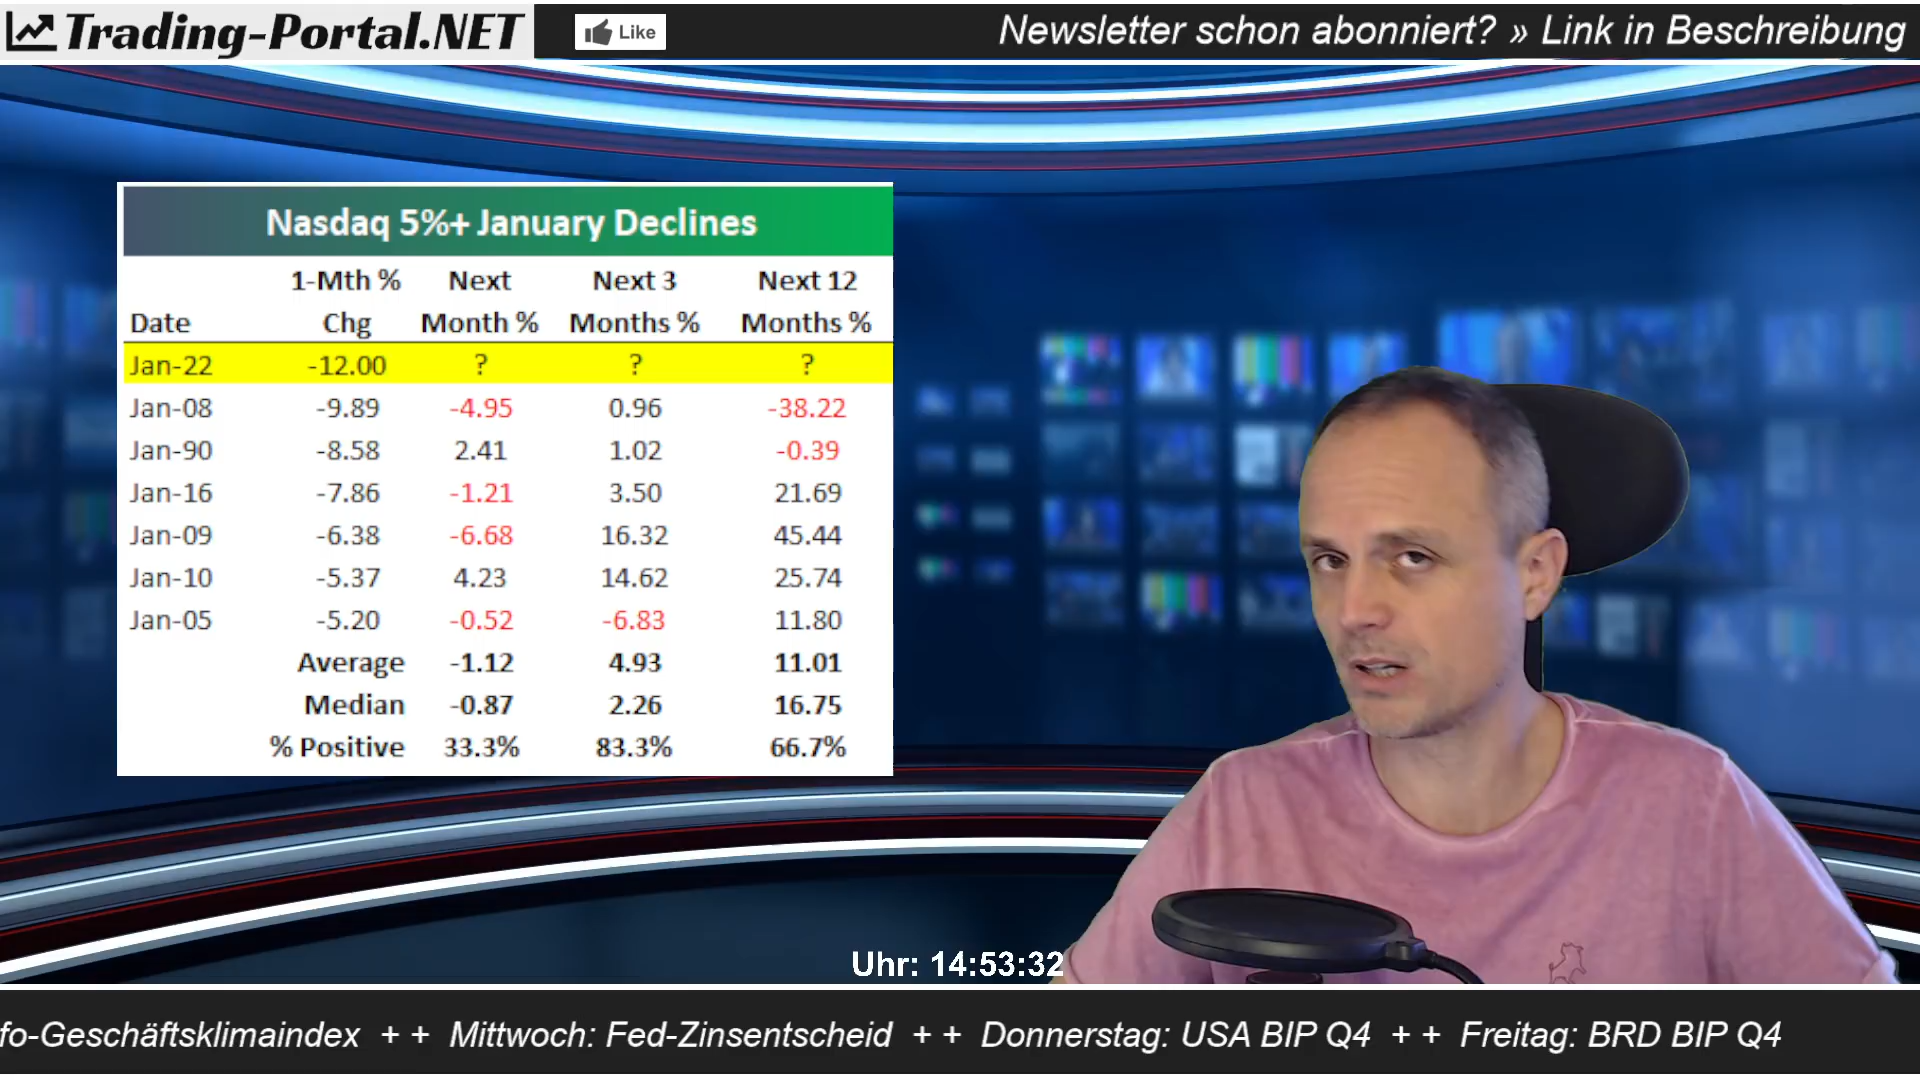 Trading-Portal.NET
Like
Newsletter schon abonniert? » Link in Beschreibung
Nasdaq 5%+ January Declines
1-Mth % Next Next 3 Next 12
Date Chg Month % Months % Months %
Jan-22 -12.00 ? ? ?
Jan-08 -9.89 -4.95 0.96 -38.22
Jan-90 -8.58 2.41 1.02 -0.39
Jan-16 -7.86 -1.21 3.50 21.69
Jan-09 -6.38 -6.68 16.32 45.44
Jan-10 -5.37 4.23 14.62 25.74
Jan-05 -5.20 -0.52 -6.83 11.80
Average -1.12 4.93 11.01
Median -0.87 2.26 16.75
% Positive 33.3% 83.3% 66.7%
Uhr: 14:53:32
fo-Geschäftsklimaindex ++ Mittwoch: Fed-Zinsentscheid ++ Donnerstag: USA BIP Q4 ++ Freitag: BRD BIP Q4